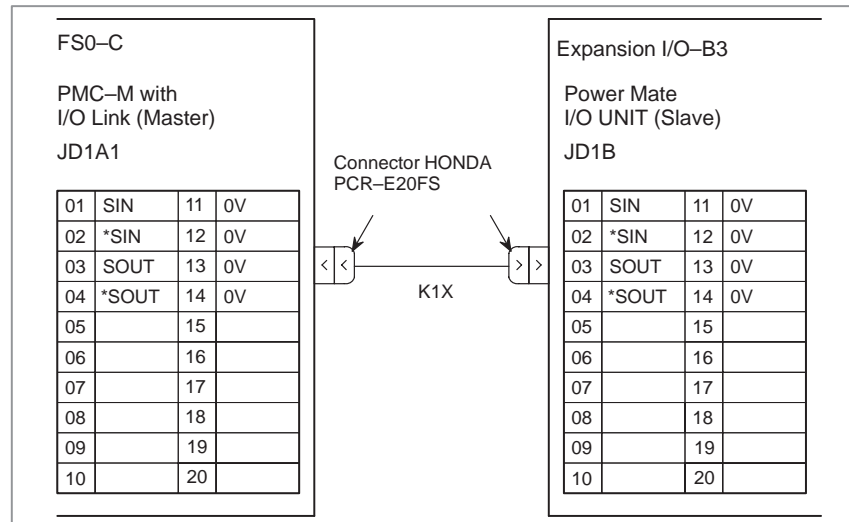 FS0–C
PMC–M with
I/O Link (Master)
JD1A1
01 SIN 11 0V
02 *SIN 12 0V
03 SOUT 13 0V
04 *SOUT 14 0V
05 15
06 16
07 17
08 18
09 19
10 20
Connector HONDA
PCR–E20FS
K1X
Expansion I/O–B3
Power Mate
I/O UNIT (Slave)
JD1B
01 SIN 11 0V
02 *SIN 12 0V
03 SOUT 13 0V
04 *SOUT 14 0V
05 15
06 16
07 17
08 18
09 19
10 20